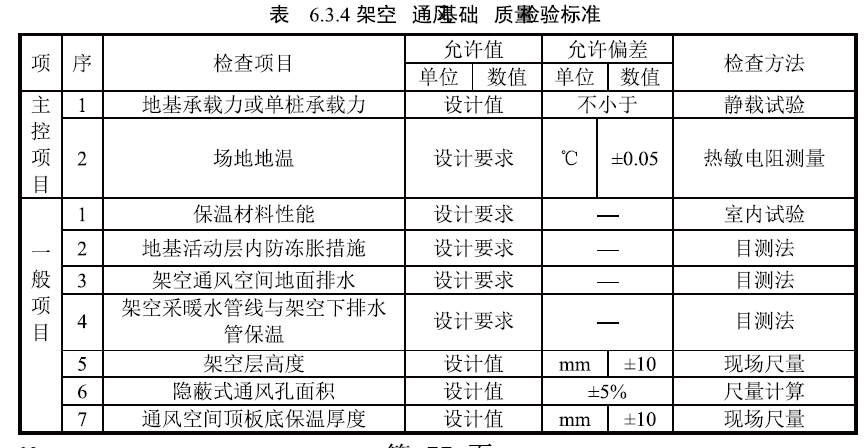 表 6.3.4 架空 通风基础 质量检验标准
项 序 检查项目 允许值 允许偏差 检查方法
单位 数值 单位 数值
主控项目
1 地基承载力或单桩承载力 设计值 不小于 静载试验
2 场地地温 设计要求 ℃ ±0.05 热敏电阻测量
一般项目
1 保温材料性能 设计要求 — 室内试验
2 地基活动层内防冻胀措施 设计要求 — 目测法
3 架空通风空间地面排水 设计要求 — 目测法
4 架空采暖水管线与架空下排水
管保温 设计要求 — 目测法
5 架空层高度 设计值 mm ±10 现场尺量
6 隐蔽式通风孔面积 设计值 ±5% 尺量计算
7 通风空间顶板底保温厚度 设计值 mm ±10 现场尺量